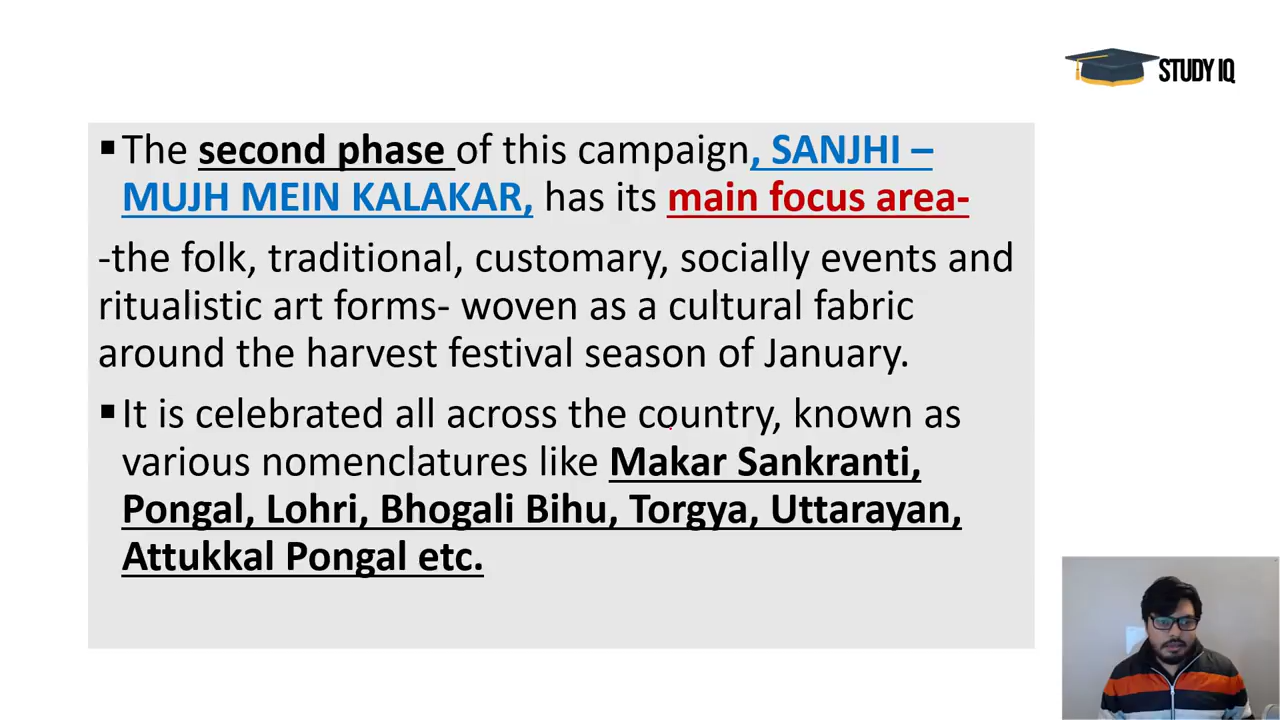 STUDY IQ
▪The second phase of this campaign, SANJHI –
MUJH MEIN KALAKAR, has its main focus area-
-the folk, traditional, customary, socially events and
ritualistic art forms- woven as a cultural fabric
around the harvest festival season of January.
▪It is celebrated all across the country, known as
various nomenclatures like Makar Sankranti,
Pongal, Lohri, Bhogali Bihu, Torgya, Uttarayan,
Attukkal Pongal etc.